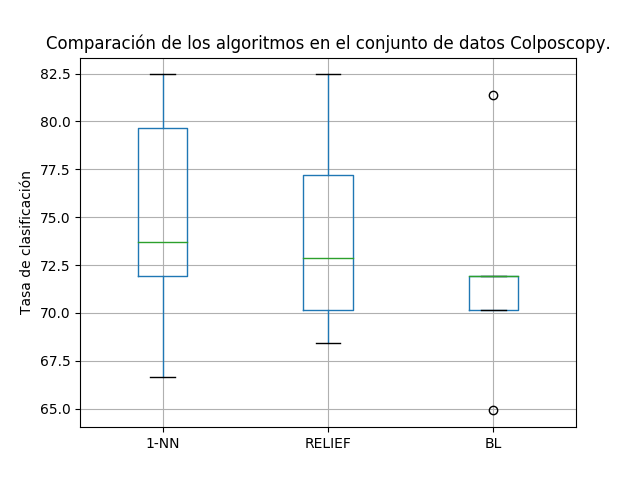 Comparación de los algoritmos en el conjunto de datos Colposcopy.
Tasa de clasificación
82.5
80.0
77.5
75.0
72.5
70.0
67.5
65.0
1-NN
RELIEF
BL